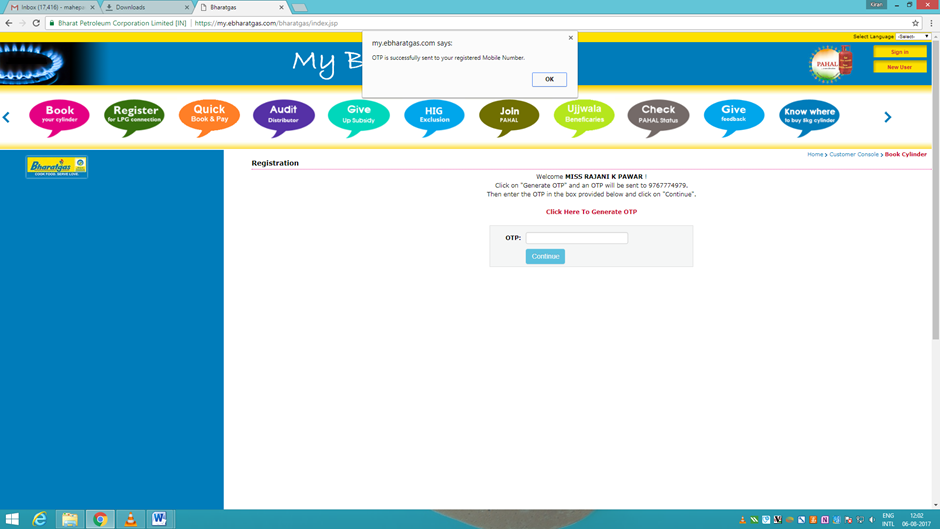 Inbox (17,416) - mahepa
Downloads
Bharatgas
Kiran
Bharat Petroleum Corporation Limited [IN] https://my.ebharatgas.com/bharatgas/index.jsp
Select Language -Select-
my.ebharatgas.com says:
OTP is successfully sent to your registered Mobile Number.
OK
My B
PAHAL
Sign in
New User
Book
your cylinder
Register
for LPG connection
Quick
Book & Pay
Audit
Distributor
Give
Up Subsidy
HIG
Exclusion
Join
PAHAL
Ujjwala
Beneficiaries
Check
PAHAL Status
Give
feedback
Know where
to buy 5kg cylinder
Bharatgas
COOK FOOD. SERVE LOVE
Home > Customer Console > Book Cylinder
Registration
Welcome MISS RAJANI K PAWAR !
Click on "Generate OTP" and an OTP will be sent to 9767774979.
Then enter the OTP in the box provided below and click on "Continue".
Click Here To Generate OTP
OTP:
Continue
ENG
INTL
12:02
06-08-2017